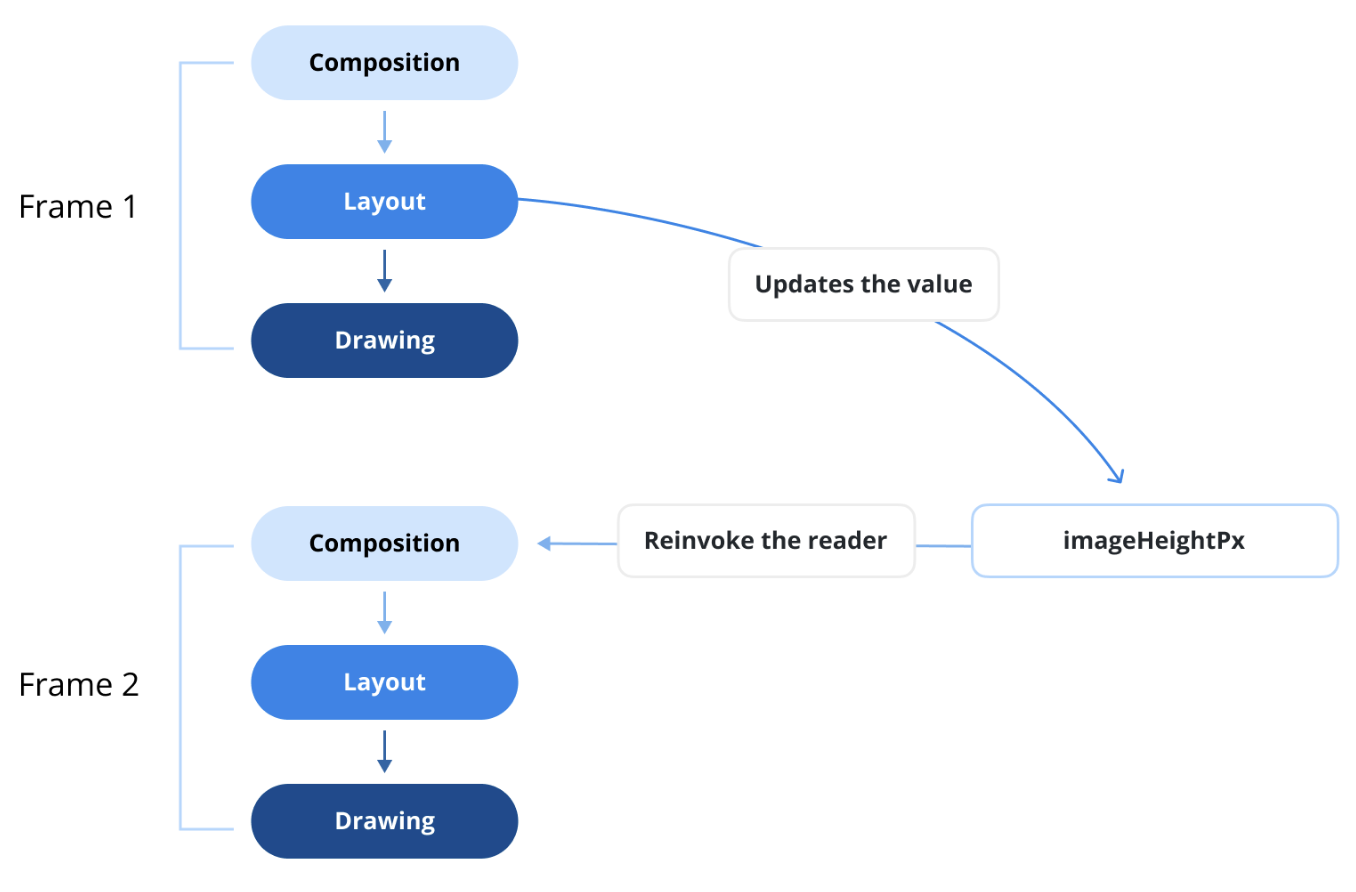 Composition
Frame 1
Layout
Updates the value
Drawing
Composition
Reinvoke the reader
imageHeightPx
Frame 2
Layout
Drawing